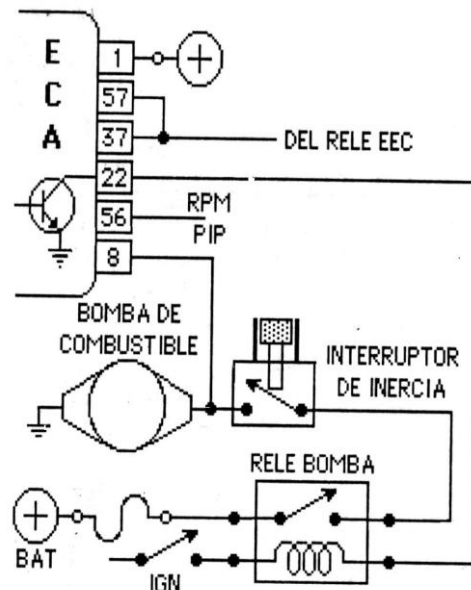 E
C
A
1
57
37
22
56
8
+
DEL RELE EEC
RPM
PIP
BOMBA DE
COMBUSTIBLE
INTERRUPTOR
DE INERCIA
RELE BOMBA
+
BAT
IGN